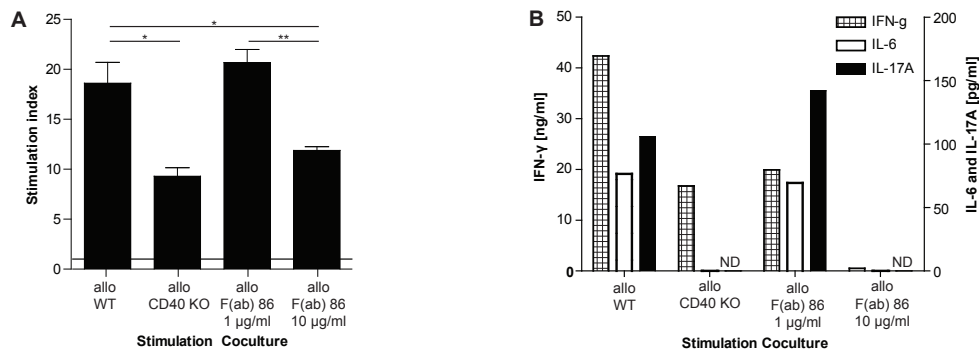 A
Stimulation index
25
20
15
10
5
0
*
*
**
allo
WT
allo
CD40 KO
allo
F(ab) 86
1 µg/ml
allo
F(ab) 86
10 µg/ml
Stimulation Coculture
B
IFN-γ [ng/ml]
50
40
30
20
10
0
IFN-g
IL-6
IL-17A
200
150
100
50
0
IL-6 and IL-17A [pg/ml]
ND
ND
allo
WT
allo
CD40 KO
allo
F(ab) 86
1 µg/ml
allo
F(ab) 86
10 µg/ml
Stimulation Coculture